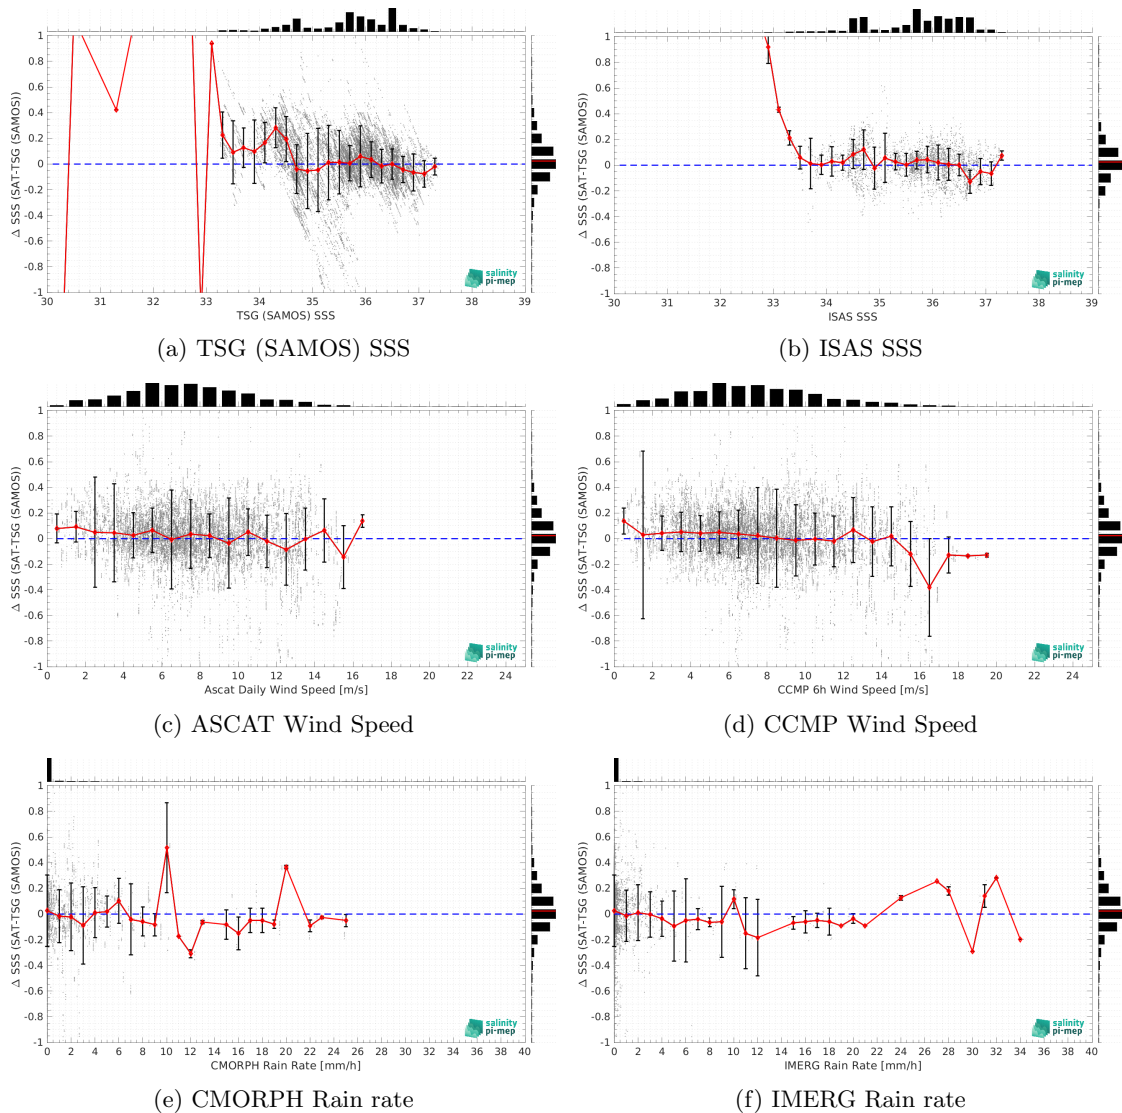 1
0.8
0.6
0.4
0.2
0
-0.2
-0.4
-0.6
-0.8
-1
Δ SSS (SAT-TSG (SAMOS))
30 31 32 33 34 35 36 37 38 39
TSG (SAMOS) SSS
salinity
pi-mep
(a) TSG (SAMOS) SSS
1
0.8
0.6
0.4
0.2
0
-0.2
-0.4
-0.6
-0.8
-1
Δ SSS (SAT-TSG (SAMOS))
30 31 32 33 34 35 36 37 38 39
ISAS SSS
salinity
pi-mep
(b) ISAS SSS
1
0.8
0.6
0.4
0.2
0
-0.2
-0.4
-0.6
-0.8
-1
Δ SSS (SAT-TSG (SAMOS))
0 2 4 6 8 10 12 14 16 18 20 22 24
Ascat Daily Wind Speed [m/s]
salinity
pi-mep
(c) ASCAT Wind Speed
1
0.8
0.6
0.4
0.2
0
-0.2
-0.4
-0.6
-0.8
-1
Δ SSS (SAT-TSG (SAMOS))
0 2 4 6 8 10 12 14 16 18 20 22 24
CCMP 6h Wind Speed [m/s]
salinity
pi-mep
(d) CCMP Wind Speed
1
0.8
0.6
0.4
0.2
0
-0.2
-0.4
-0.6
-0.8
-1
Δ SSS (SAT-TSG (SAMOS))
0 2 4 6 8 10 12 14 16 18 20 22 24 26 28 30 32 34 36 38 40
CMORPH Rain Rate [mm/h]
salinity
pi-mep
(e) CMORPH Rain rate
1
0.8
0.6
0.4
0.2
0
-0.2
-0.4
-0.6
-0.8
-1
Δ SSS (SAT-TSG (SAMOS))
0 2 4 6 8 10 12 14 16 18 20 22 24 26 28 30 32 34 36 38 40
IMERG Rain Rate [mm/h]
salinity
pi-mep
(f) IMERG Rain rate